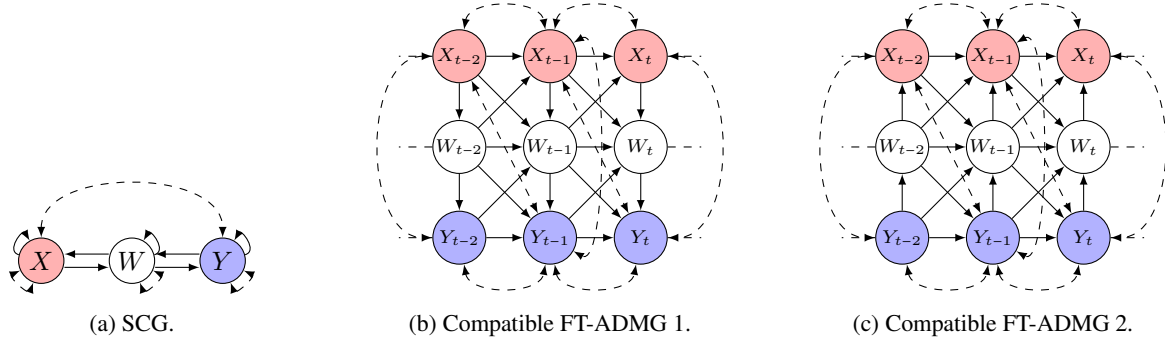 X W Y
(a) SCG.
X_{t−2} X_{t−1} X_t
W_{t−2} W_{t−1} W_t
Y_{t−2} Y_{t−1} Y_t
(b) Compatible FT-ADMG 1.
X_{t−2} X_{t−1} X_t
W_{t−2} W_{t−1} W_t
Y_{t−2} Y_{t−1} Y_t
(c) Compatible FT-ADMG 2.